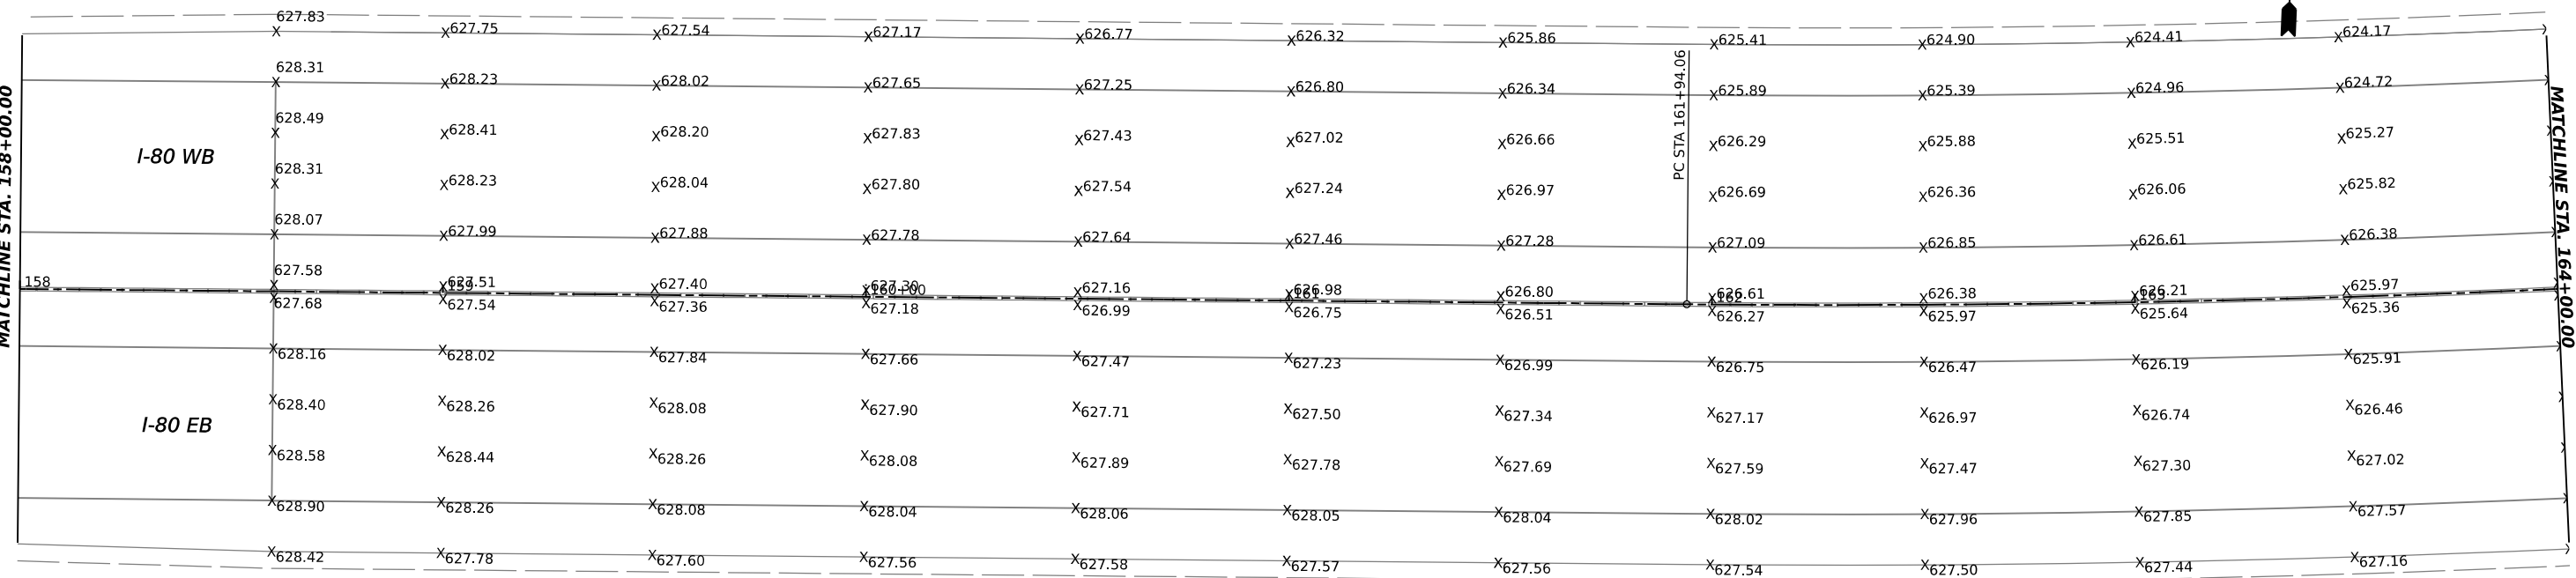 627.83 627.75 627.54 627.17 626.77 626.32 625.86 625.41 624.90 624.41 624.17
628.31 628.23 628.02 627.65 627.25 626.80 626.34 625.89 625.39 624.96 624.72
628.49 628.41 628.20 627.83 627.43 627.02 626.66 626.29 625.88 625.51 625.27
628.31 628.23 628.04 627.80 627.54 627.24 626.97 626.69 626.36 626.06 625.82
628.07 627.99 627.88 627.78 627.64 627.46 627.28 627.09 626.85 626.61 626.38
627.58 627.51 627.40 627.30 627.16 626.98 626.80 626.61 626.38 626.21 625.97
158 159 160+00 161 162 163
627.68 627.54 627.36 627.18 626.99 626.75 626.51 626.27 625.97 625.64 625.36
628.16 628.02 627.84 627.66 627.47 627.23 626.99 626.75 626.47 626.19 625.91
628.40 628.26 628.08 627.90 627.71 627.50 627.34 627.17 626.97 626.74 626.46
628.58 628.44 628.26 628.08 627.89 627.78 627.69 627.59 627.47 627.30 627.02
628.90 628.26 628.08 628.04 628.06 628.05 628.04 628.02 627.96 627.85 627.57
628.42 627.78 627.60 627.56 627.58 627.57 627.56 627.54 627.50 627.44 627.16
I-80 WB
I-80 EB
PC STA 161+94.06
MATCHLINE STA. 158+00.00
MATCHLINE STA. 164+00.00